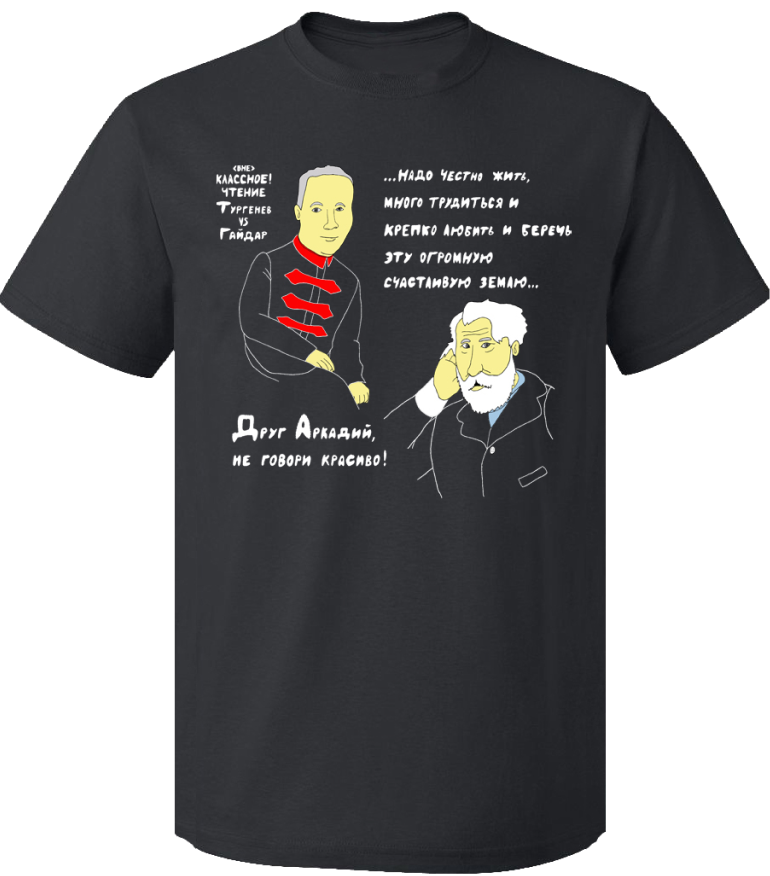 <вне>
классное!
чтение
Тургенев
vs
Гайдар
...Надо честно жить,
много трудиться и
крепко любить и беречь
эту огромную
счастливую землю...
Друг Аркадий,
не говори красиво!